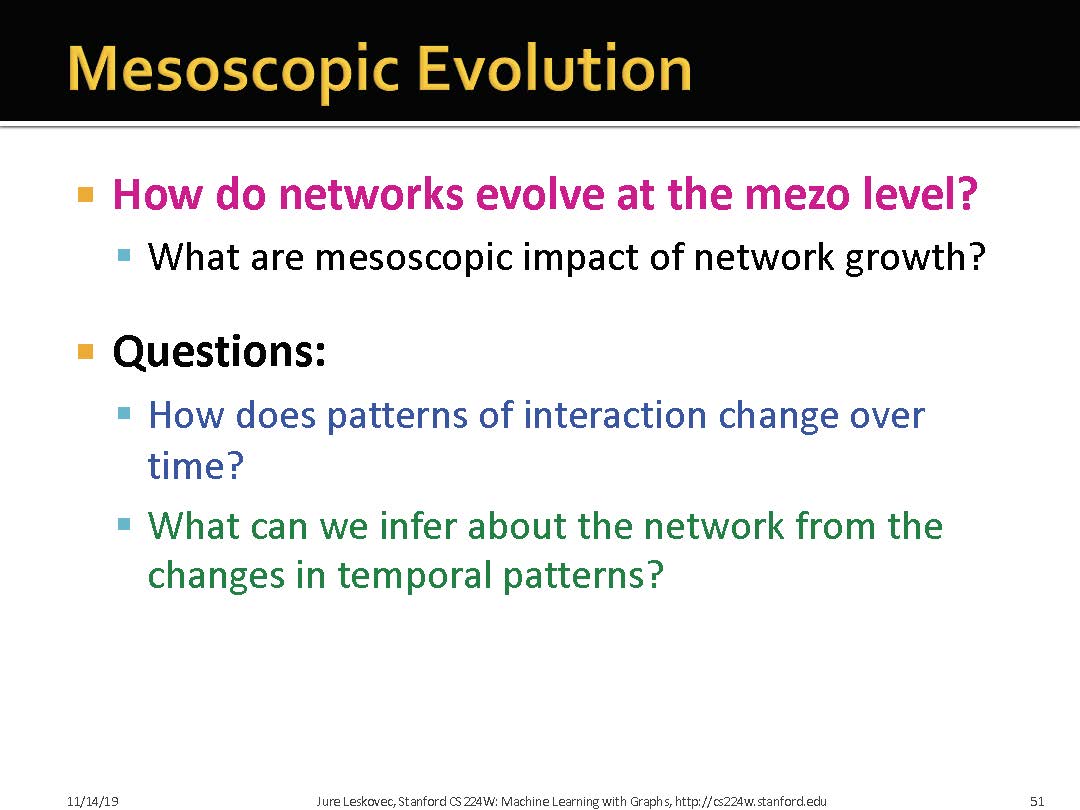 Mesoscopic Evolution
How do networks evolve at the mezo level?
What are mesoscopic impact of network growth?
Questions:
How does patterns of interaction change over
time?
What can we infer about the network from the
changes in temporal patterns?
11/14/19
Jure Leskovec, Stanford CS224W: Machine Learning with Graphs, http://cs224w.stanford.edu
51